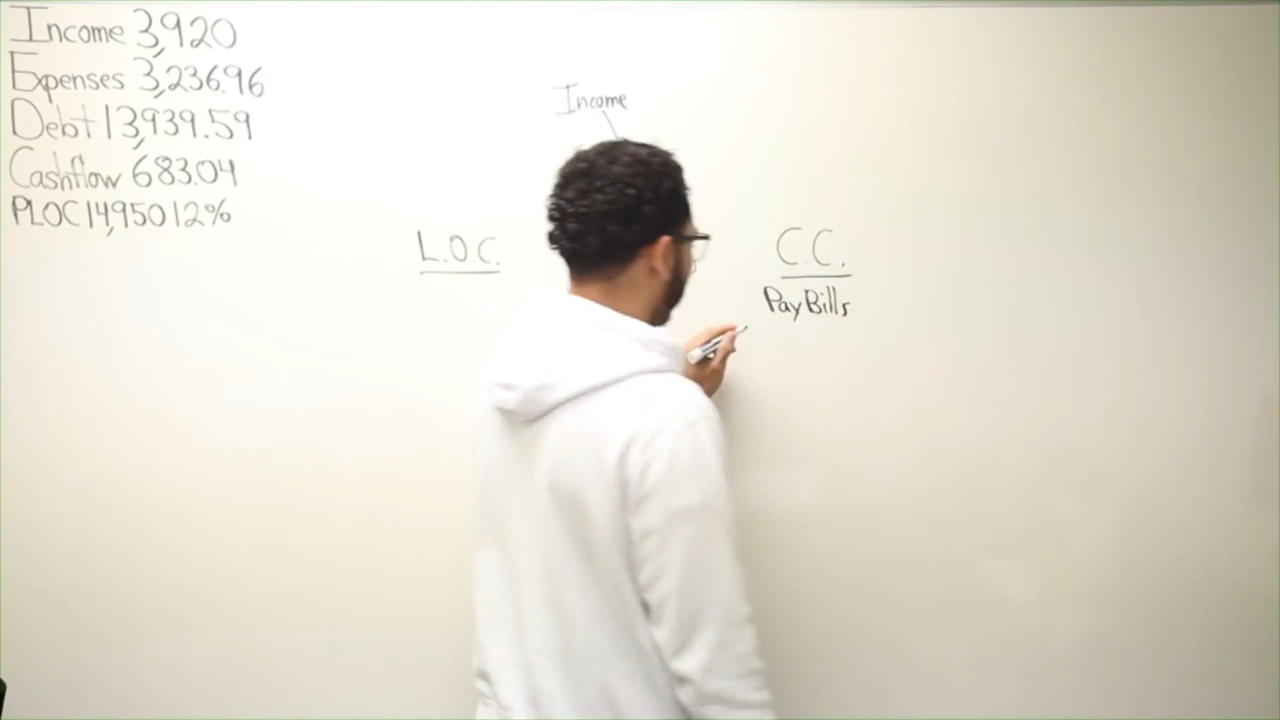 Income 3,920
Expenses 3,236.96
Debt 13,939.59
Cashflow 683.04
PLOC 14,950 12%
Income
L.O.C.
C.C.
Pay Bills